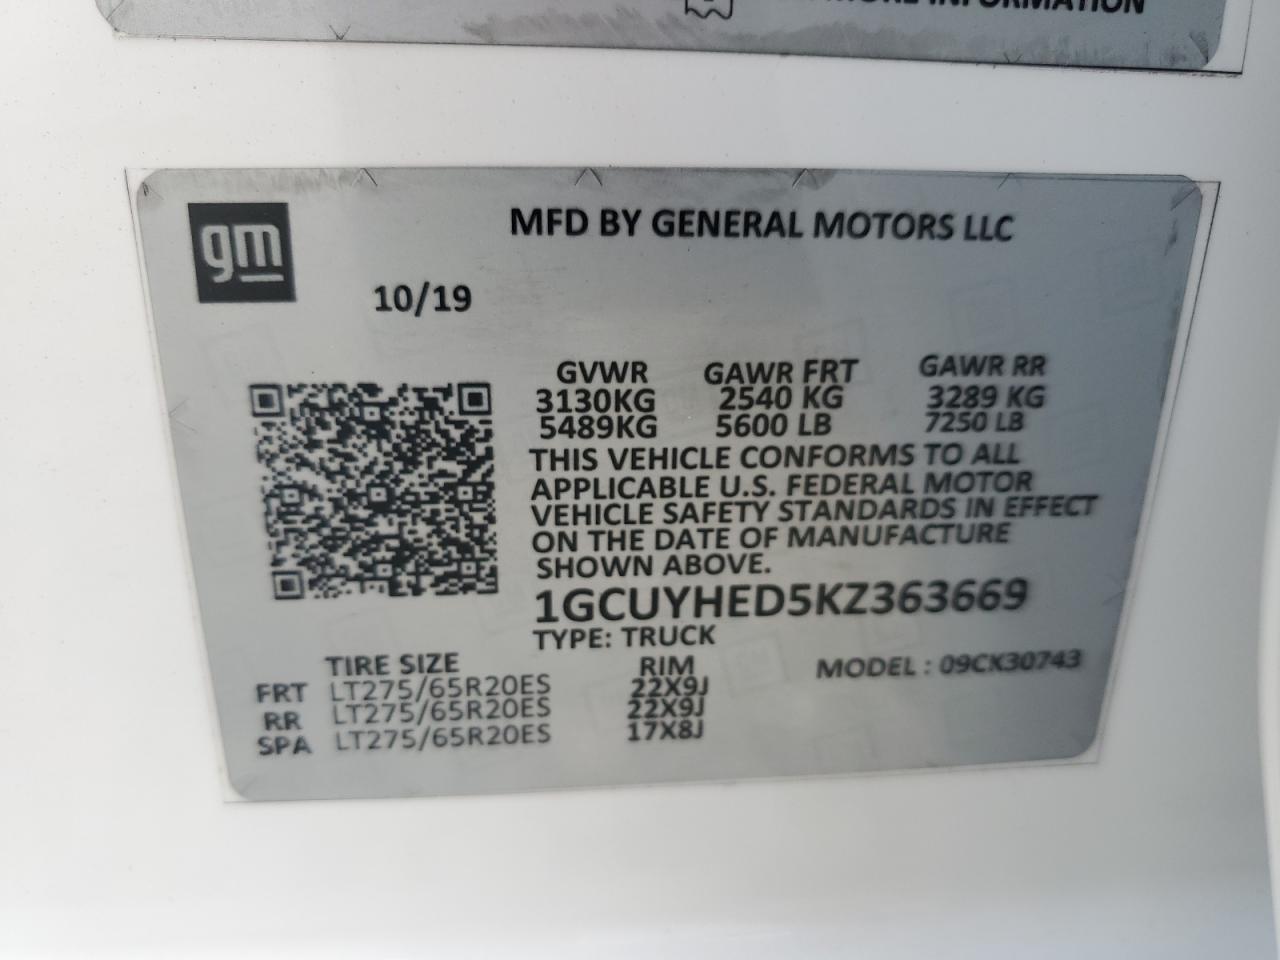 MORE INFORMATION
gm
MFD BY GENERAL MOTORS LLC
10/19
GVWR GAWR FRT GAWR RR
3130KG 2540 KG 3289 KG
5489KG 5600 LB 7250 LB
THIS VEHICLE CONFORMS TO ALL
APPLICABLE U.S. FEDERAL MOTOR
VEHICLE SAFETY STANDARDS IN EFFECT
ON THE DATE OF MANUFACTURE
SHOWN ABOVE.
1GCUYHED5KZ363669
TYPE: TRUCK
TIRE SIZE RIM MODEL : 09CK30743
FRT LT275/65R20ES 22X9J
RR LT275/65R20ES 22X9J
SPA LT275/65R20ES 17X8J